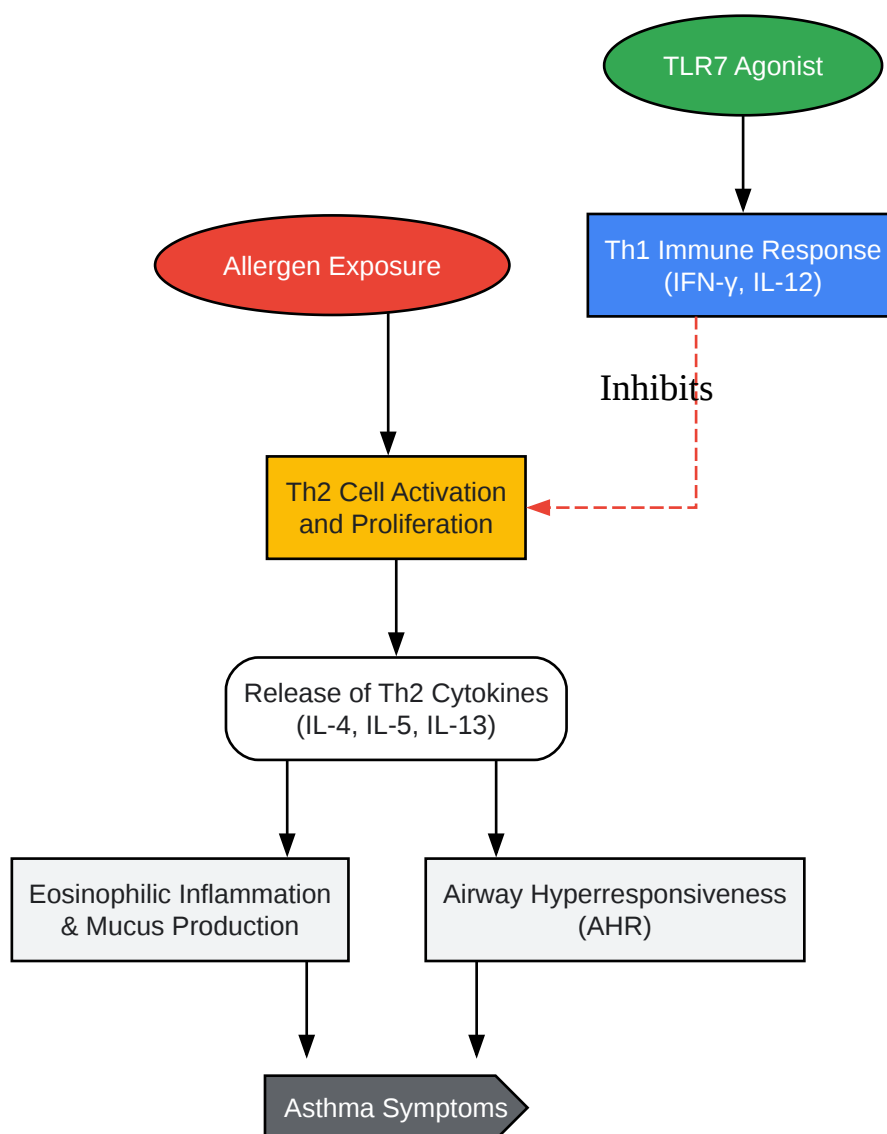 TLR7 Agonist
Th1 Immune Response
(IFN-γ, IL-12)
Allergen Exposure
Inhibits
Th2 Cell Activation
and Proliferation
Release of Th2 Cytokines
(IL-4, IL-5, IL-13)
Eosinophilic Inflammation
& Mucus Production
Airway Hyperresponsiveness
(AHR)
Asthma Symptoms